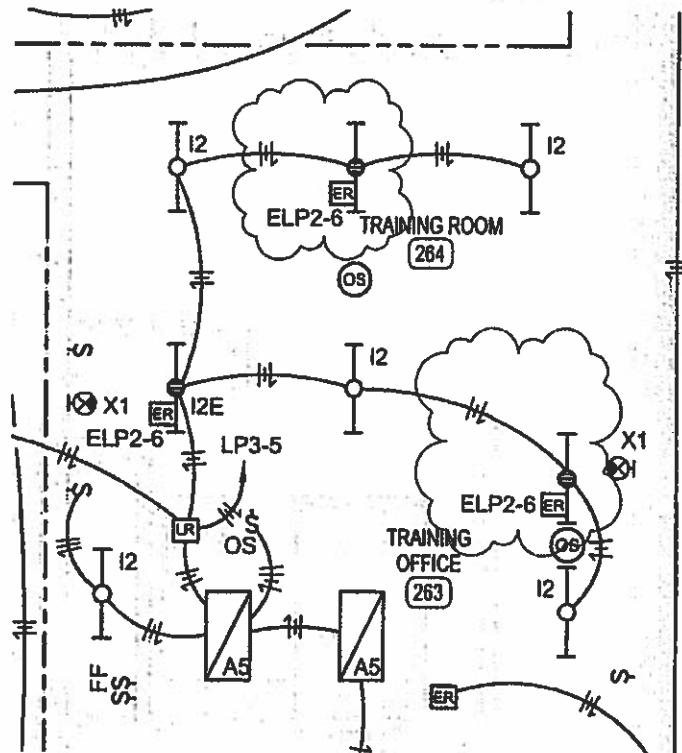 I2
I2
ER
ELP2-6
TRAINING ROOM
264
OS
I2
S
X1
ER
I2E
ELP2-6
LP3-5
X1
ELP2-6
ER
S
LR
S
OS
TRAINING
OFFICE
OS
I2
263
I2
A5
A5
FF
SS
ER
S